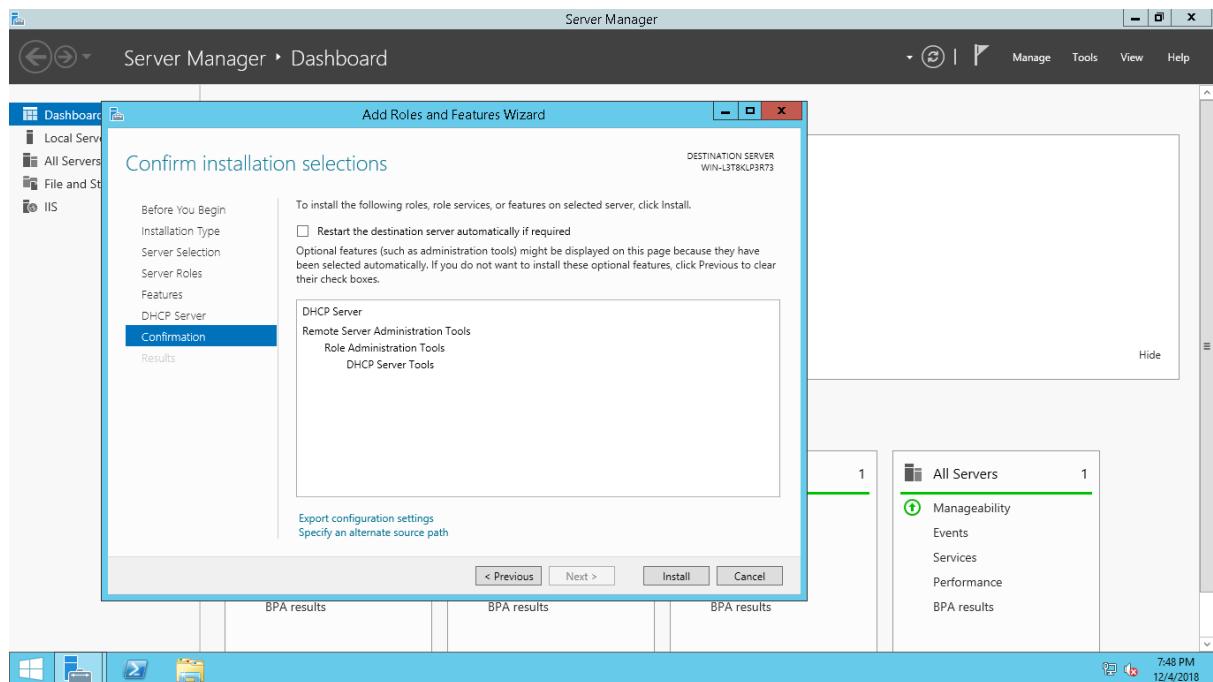 Server Manager
Server Manager ‣ Dashboard
Manage Tools View Help
Dashboard
Local Serve
All Servers
File and St
IIS
Add Roles and Features Wizard
Confirm installation selections
DESTINATION SERVER
WIN-L3T8KLP3R73
Before You Begin
Installation Type
Server Selection
Server Roles
Features
DHCP Server
Confirmation
Results
To install the following roles, role services, or features on selected server, click Install.
Restart the destination server automatically if required
Optional features (such as administration tools) might be displayed on this page because they have
been selected automatically. If you do not want to install these optional features, click Previous to clear
their check boxes.
DHCP Server
Remote Server Administration Tools
Role Administration Tools
DHCP Server Tools
Export configuration settings
Specify an alternate source path
< Previous Next > Install Cancel
Hide
1
All Servers 1
Manageability
Events
Services
Performance
BPA results
BPA results BPA results BPA results
7:48 PM
12/4/2018